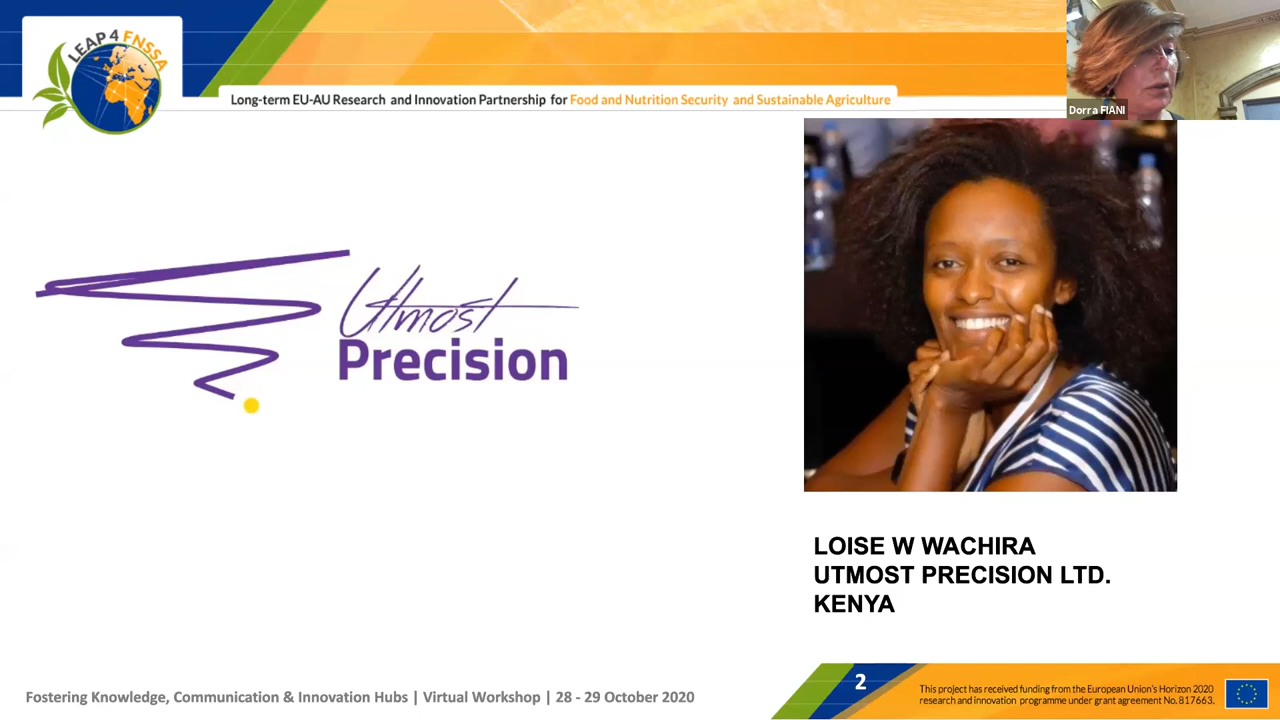 LEAP 4 FNSSA
Long-term EU-AU Research and Innovation Partnership for Food and Nutrition Security and Sustainable Agriculture
Dorra FIANI
Utmost
Precision
LOISE W WACHIRA
UTMOST PRECISION LTD.
KENYA
Fostering Knowledge, Communication & Innovation Hubs | Virtual Workshop | 28 - 29 October 2020
2
This project has received funding from the European Union's Horizon 2020
research and innovation programme under grant agreement No. 817663.